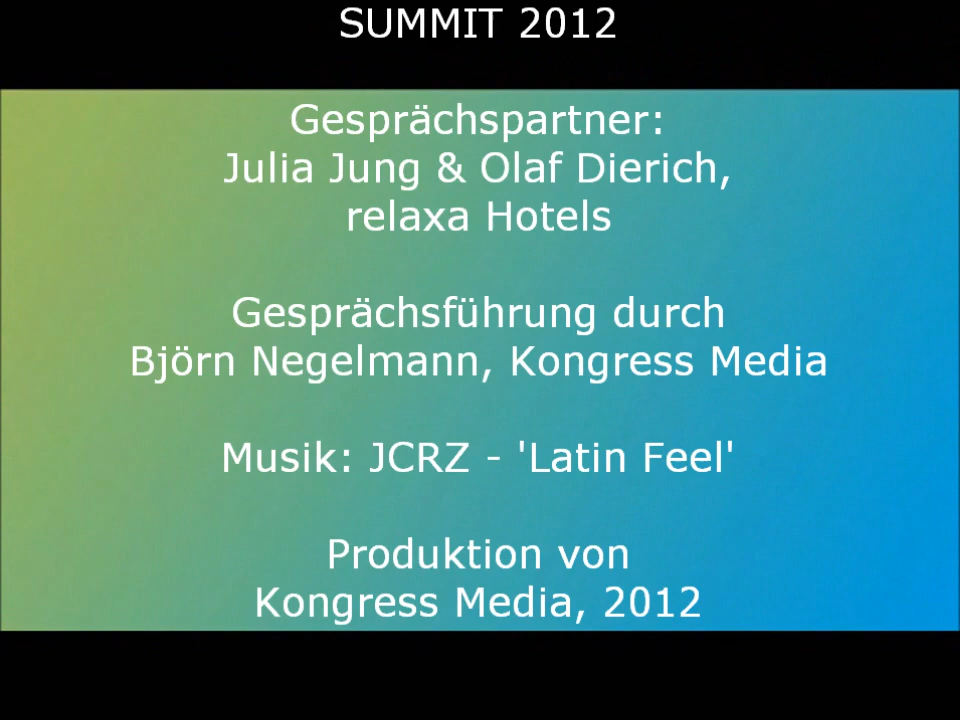 SUMMIT 2012
Gesprächspartner:
Julia Jung & Olaf Dierich,
relaxa Hotels
Gesprächsführung durch
Björn Negelmann, Kongress Media
Musik: JCRZ - 'Latin Feel'
Produktion von
Kongress Media, 2012